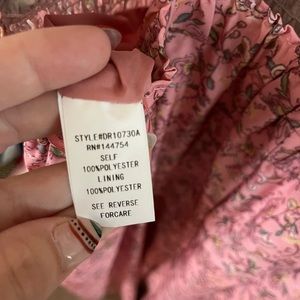 STYLE#DR10730A
RN#144754
SELF
100%POLYESTER
LINING
100%POLYESTER
SEE REVERSE
FORCARE